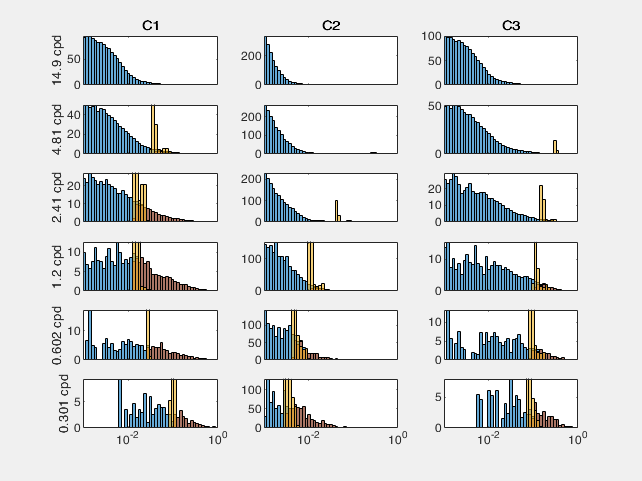 C1 C2 C3
14.9 cpd 50 0 200 0 100 50 0
4.81 cpd 40 20 0 200 100 0 50 0
2.41 cpd 20 10 0 200 100 0 20 10 0
1.2 cpd 10 5 0 100 50 0 10 5 0
0.602 cpd 10 0 100 50 0 10 5 0
0.301 cpd 5 0 100 50 0 5 0
10^-2 10^0 10^-2 10^0 10^-2 10^0